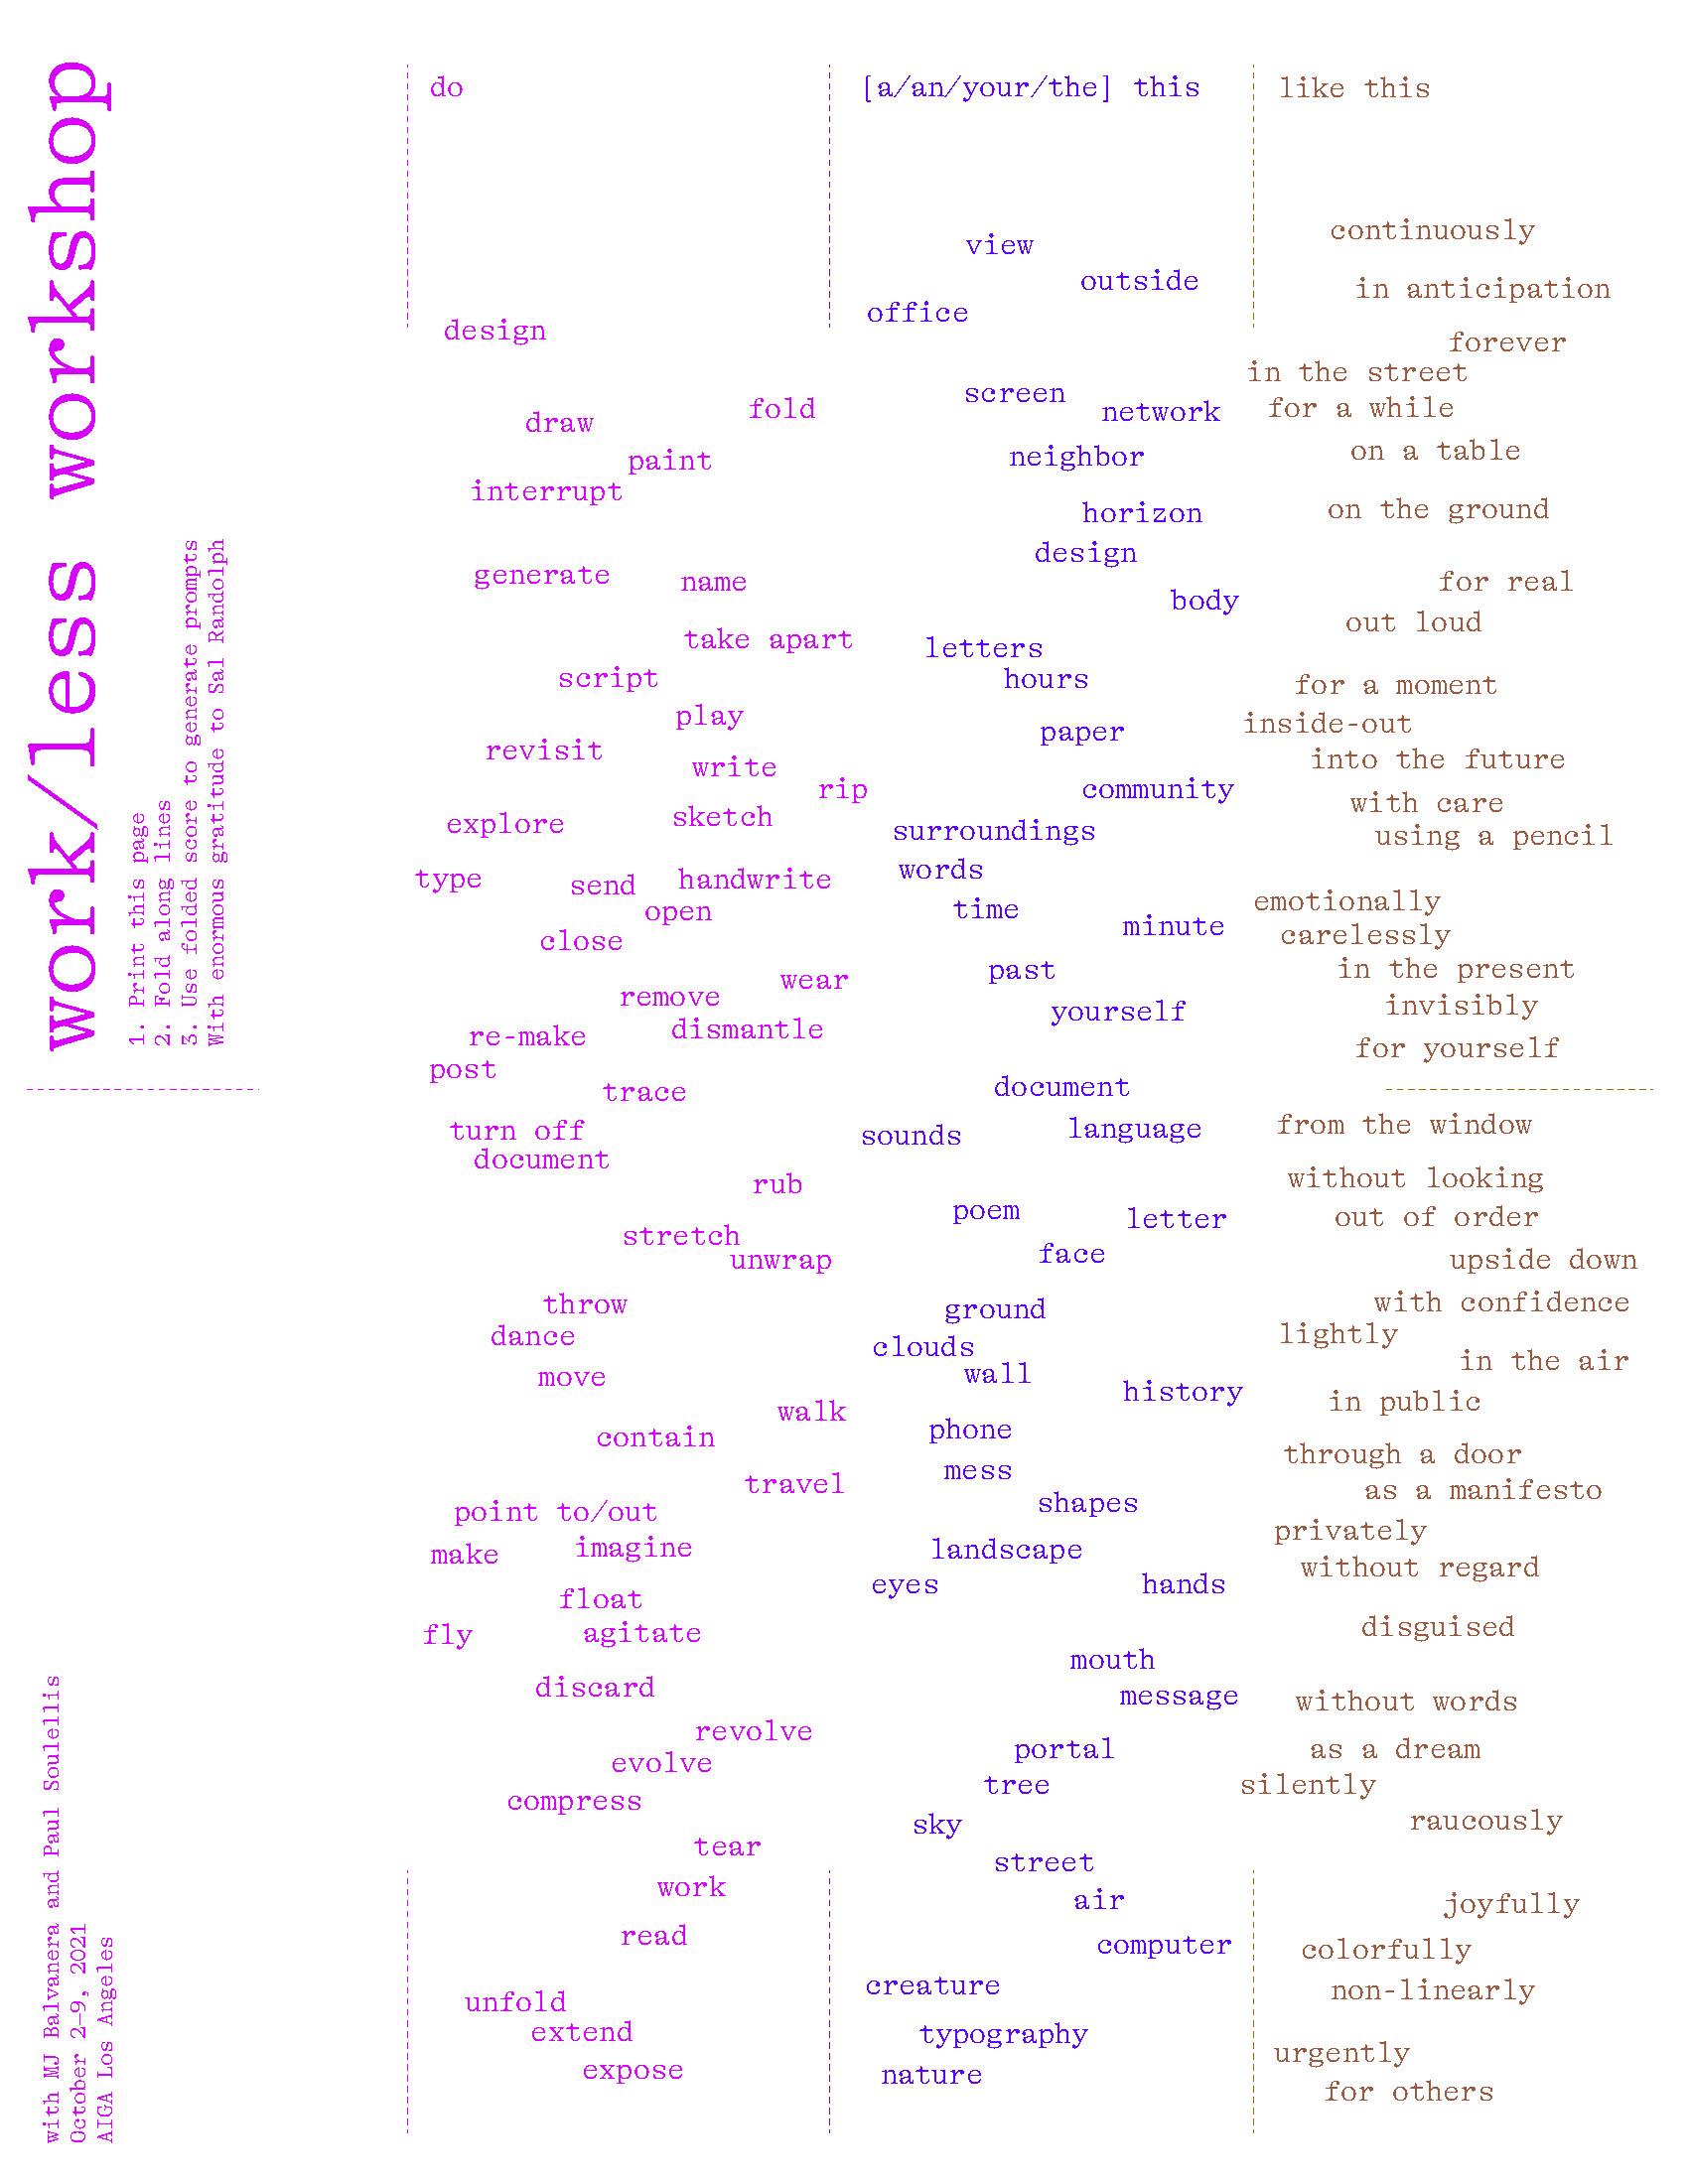 work/less workshop
1. Print this page
2. Fold along lines
3. Use folded score to generate prompts
With enormous gratitude to Sal Randolph
with MJ Balvanera and Paul Soulellis
October 2–9, 2021
AIGA Los Angeles
do
design
fold
draw
paint
interrupt
generate
name
take apart
script
play
revisit
write
rip
sketch
explore
type
send
handwrite
open
close
wear
remove
dismantle
re-make
post
trace
turn off
document
rub
stretch
unwrap
throw
dance
move
walk
contain
travel
point to/out
make
imagine
float
fly
agitate
discard
revolve
evolve
compress
tear
work
read
unfold
extend
expose
[a/an/your/the] this
view
outside
office
screen
network
neighbor
horizon
design
body
letters
hours
paper
community
surroundings
words
time
minute
past
yourself
document
sounds
language
poem
letter
face
ground
clouds
wall
history
phone
mess
shapes
landscape
eyes
hands
mouth
message
portal
tree
sky
street
air
computer
creature
typography
nature
like this
continuously
in anticipation
forever
in the street
for a while
on a table
on the ground
for real
out loud
for a moment
inside-out
into the future
with care
using a pencil
emotionally
carelessly
in the present
invisibly
for yourself
from the window
without looking
out of order
upside down
with confidence
lightly
in the air
in public
through a door
as a manifesto
privately
without regard
disguised
without words
as a dream
silently
raucously
joyfully
colorfully
non-linearly
urgently
for others